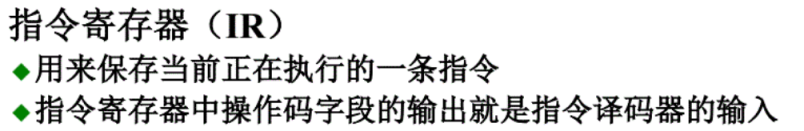 指令寄存器（IR）
◆用来保存当前正在执行的一条指令
◆指令寄存器中操作码字段的输出就是指令译码器的输入